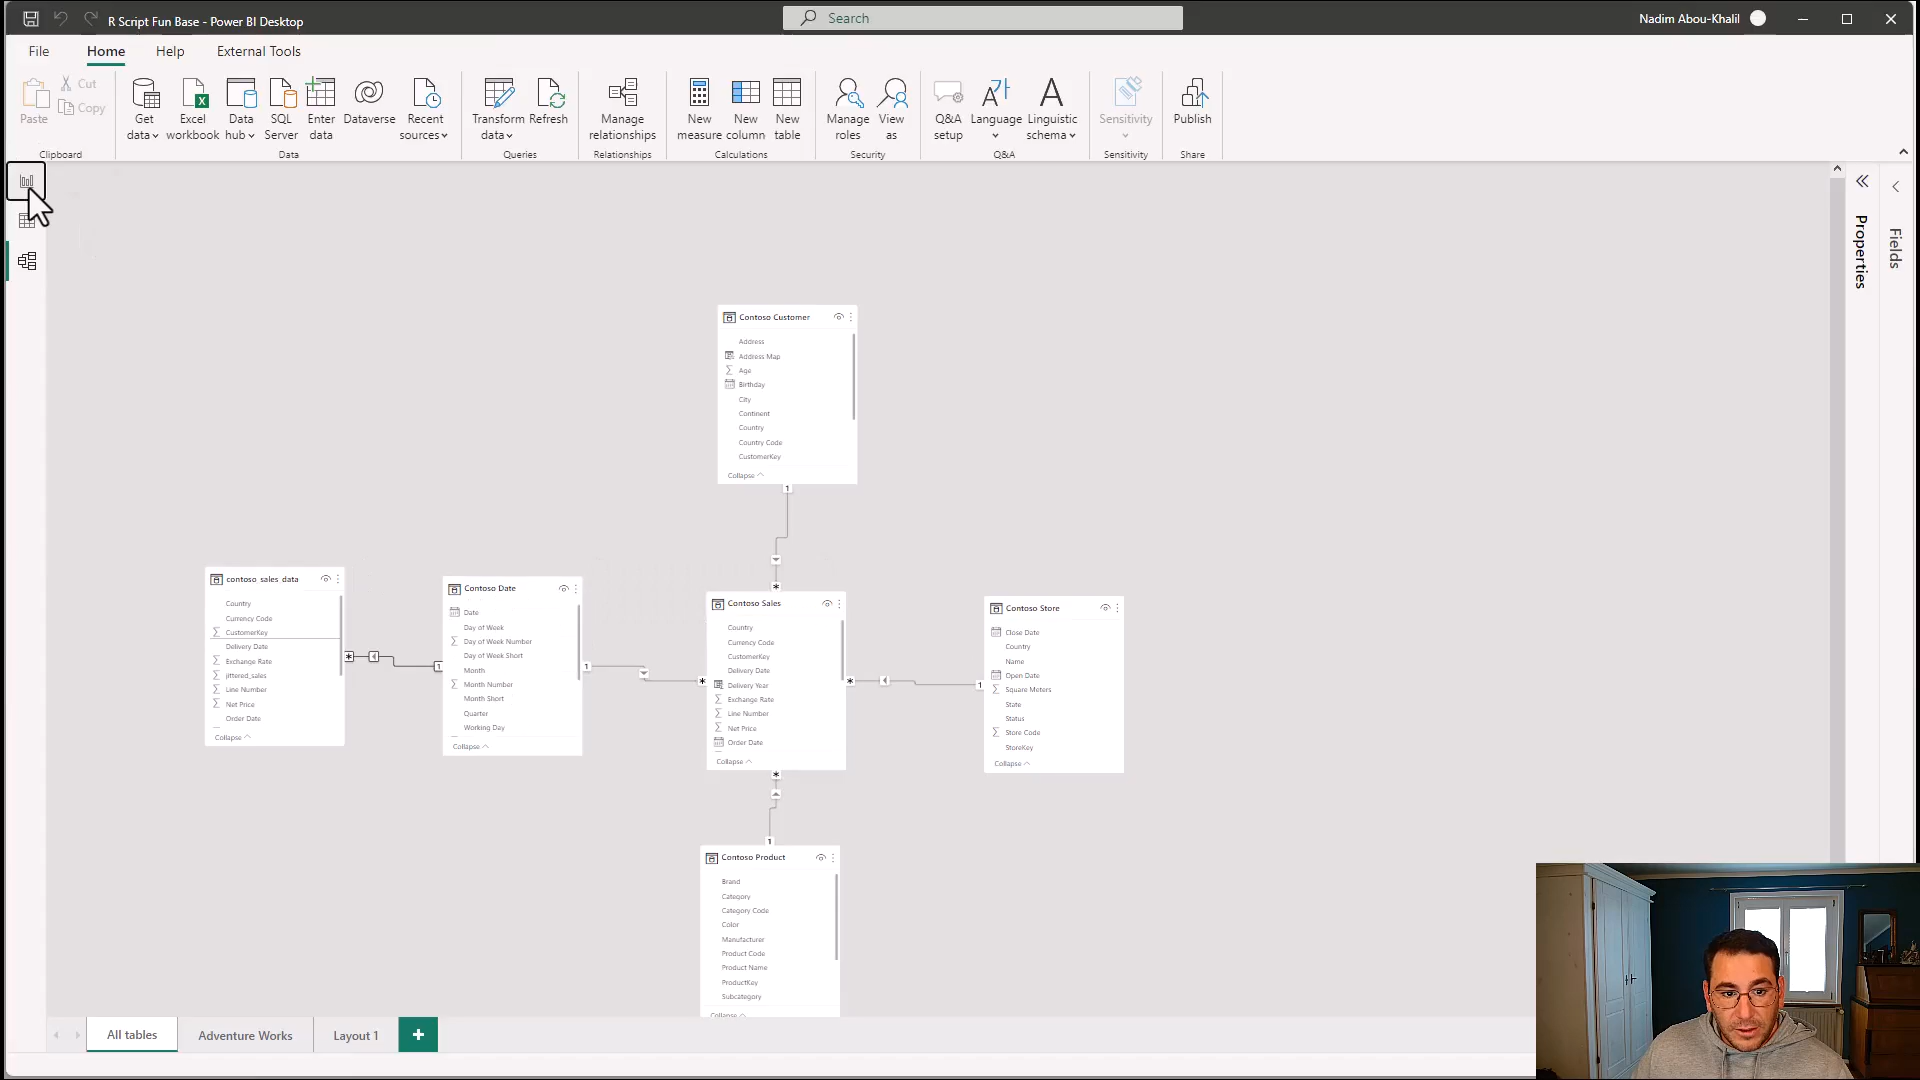 R Script Fun Base - Power BI Desktop
Search
Nadim Abou-Khalil
File
Home
Help
External Tools
Paste
Cut
Copy
Clipboard
Get data
Excel workbook
Data hub
SQL Server
Enter data
Dataverse
Recent sources
Data
Transform data
Refresh
Queries
Manage relationships
Relationships
New measure
New column
New table
Calculations
Manage roles
View as
Security
Q&A setup
Language
Linguistic schema
Q&A
Sensitivity
Sensitivity
Publish
Share
Properties
Fields
Contoso Customer
Address
Address Map
Age
Birthday
City
Continent
Country
Country Code
CustomerKey
Collapse
1
*
contoso_sales_data
Country
Currency Code
CustomerKey
Delivery Date
Exchange Rate
jittered_sales
Line Number
Net Price
Order Date
Collapse
*
1
Contoso Date
Date
Day of Week
Day of Week Number
Day of Week Short
Month
Month Number
Month Short
Quarter
Working Day
Collapse
1
*
Contoso Sales
Country
Currency Code
CustomerKey
Delivery Date
Delivery Year
Exchange Rate
Line Number
Net Price
Order Date
Collapse
*
1
Contoso Store
Close Date
Country
Name
Open Date
Square Meters
State
Status
Store Code
StoreKey
Collapse
*
1
Contoso Product
Brand
Category
Category Code
Color
Manufacturer
Product Code
Product Name
ProductKey
Subcategory
Collapse
All tables
Adventure Works
Layout 1
+